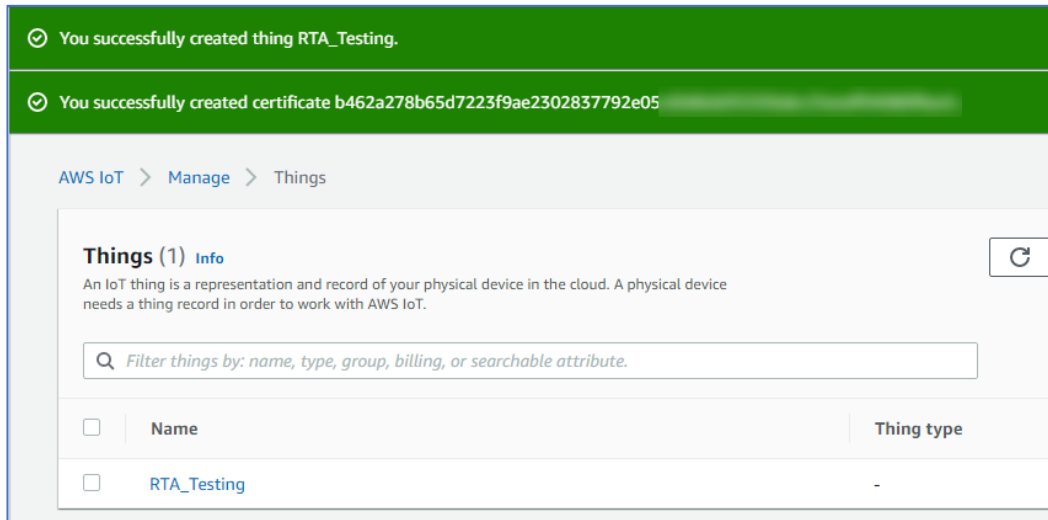 You successfully created thing RTA_Testing.
You successfully created certificate b462a278b65d7223f9ae2302837792e05
AWS IoT > Manage > Things
Things (1) Info
An IoT thing is a representation and record of your physical device in the cloud. A physical device
needs a thing record in order to work with AWS IoT.
Filter things by: name, type, group, billing, or searchable attribute.
Name Thing type
RTA_Testing -